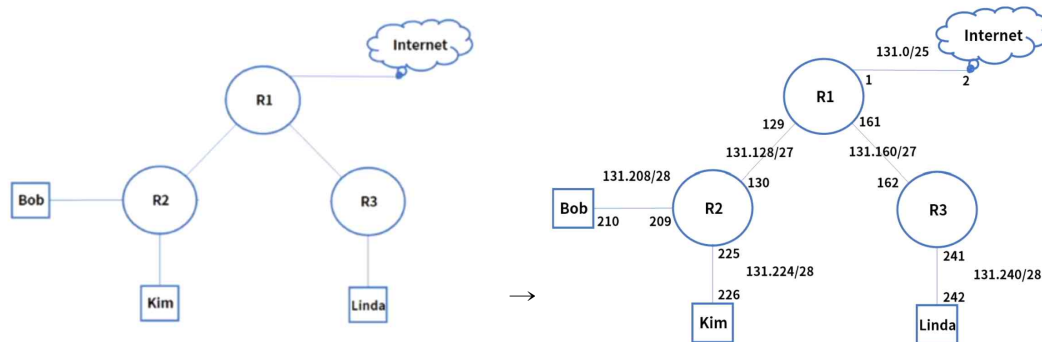 Internet
R1
Bob
R2
R3
Kim
Linda
→
Internet
131.0/25
1
2
R1
129
161
131.128/27
131.160/27
131.208/28
130
162
Bob
R2
R3
210
209
225
241
131.224/28
131.240/28
226
242
Kim
Linda